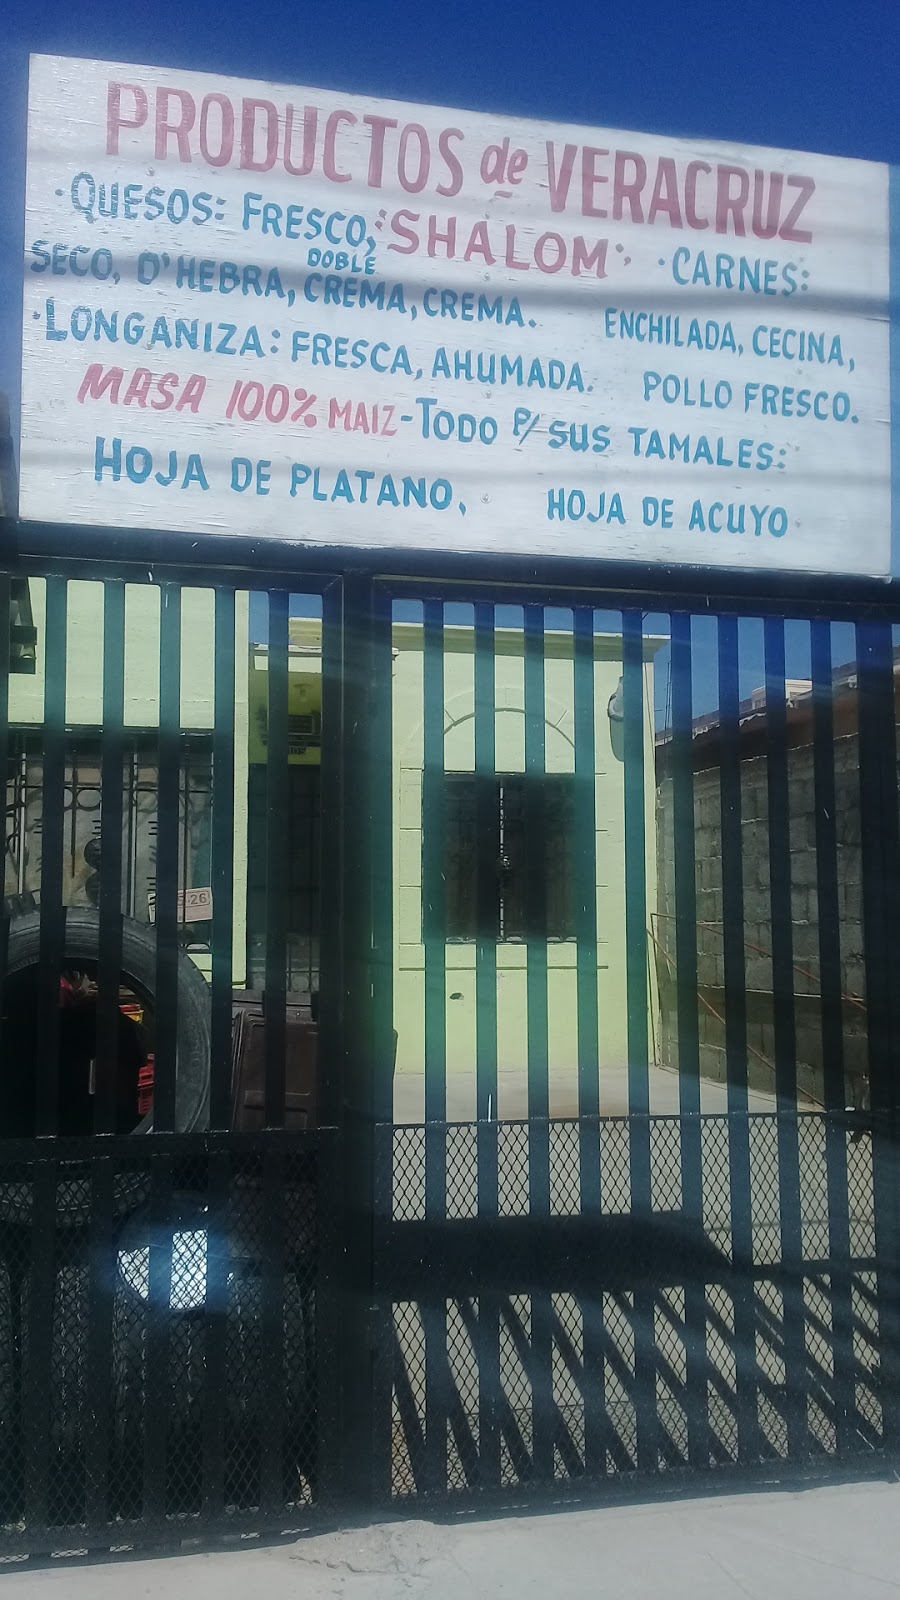 PRODUCTOS de VERACRUZ
"SHALOM"
·QUESOS: FRESCO,
SECO, O'HEBRA, DOBLE CREMA, CREMA.
·LONGANIZA: FRESCA, AHUMADA.
·CARNES:
ENCHILADA, CECINA,
POLLO FRESCO.
MASA 100% MAIZ-TODO P/ SUS TAMALES:
HOJA DE PLATANO, HOJA DE ACUYO